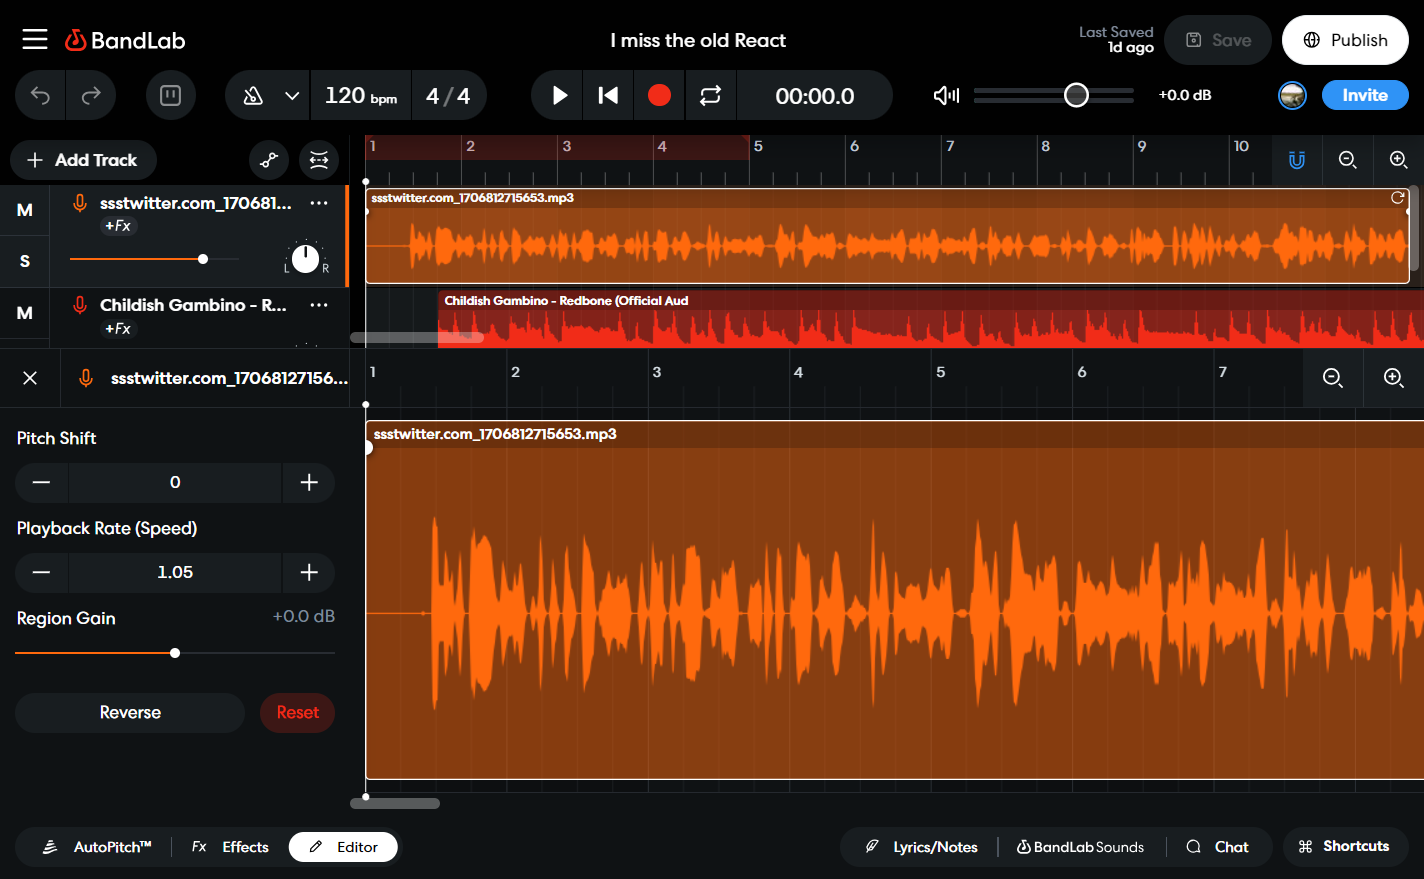 BandLab
I miss the old React
Last Saved
1d ago
Save
Publish
120 bpm
4/4
00:00.0
+0.0 dB
Invite
Add Track
1 2 3 4 5 6 7 8 9 10
M
ssstwitter.com_170681...
+Fx
S
L R
ssstwitter.com_1706812715653.mp3
M
Childish Gambino - R...
+Fx
Childish Gambino - Redbone (Official Aud
ssstwitter.com_17068127156...
1 2 3 4 5 6 7
Pitch Shift
0
Playback Rate (Speed)
1.05
Region Gain
+0.0 dB
Reverse
Reset
ssstwitter.com_1706812715653.mp3
AutoPitch™
Fx Effects
Editor
Lyrics/Notes
BandLab Sounds
Chat
Shortcuts